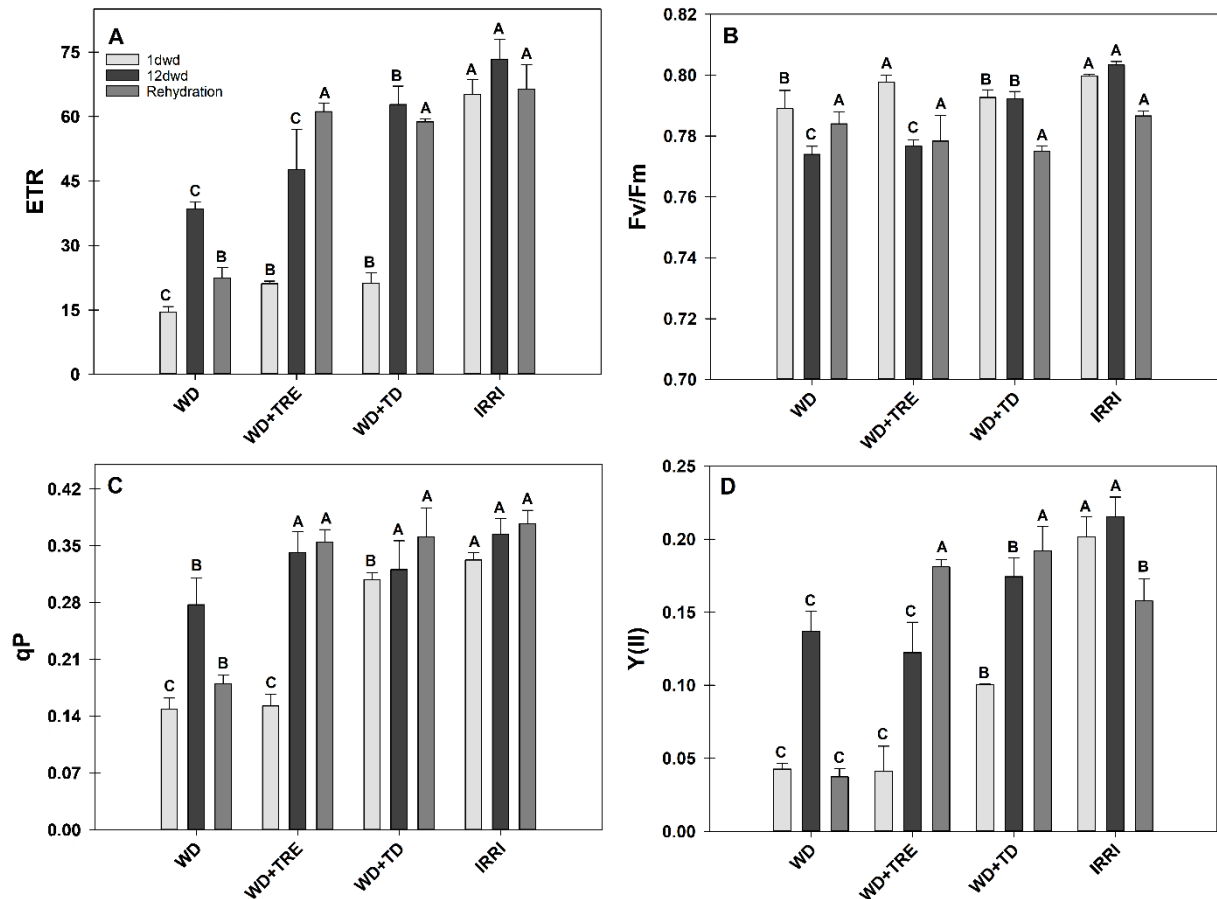 A
1dwd
12dwd
Rehydration
ETR
75
60
45
30
15
0
C C B
B C A
B B A
A A A
WD WD+TRE WD+TD IRRI
B
Fv/Fm
0.82
0.80
0.78
0.76
0.74
0.72
0.70
B C A
A C A
B B A
A A A
WD WD+TRE WD+TD IRRI
C
qP
0.42
0.35
0.28
0.21
0.14
0.07
0.00
C B B
C A A
B A A
A A A
WD WD+TRE WD+TD IRRI
D
Y(II)
0.25
0.20
0.15
0.10
0.05
0.00
C C C
C C A
B B A
A A B
WD WD+TRE WD+TD IRRI